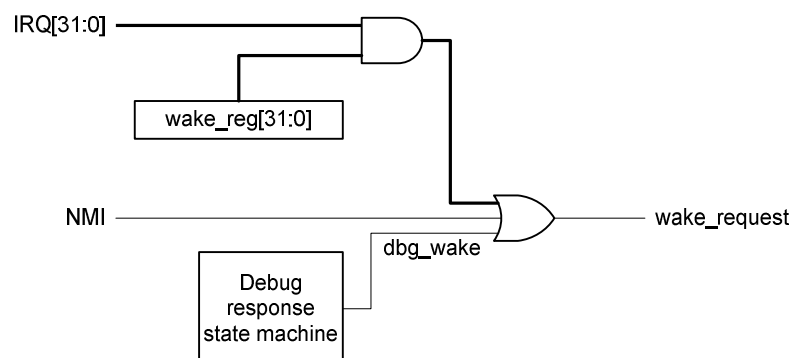 IRQ[31:0]
wake_reg[31:0]
NMI
wake_request
dbg_wake
Debug
response
state machine